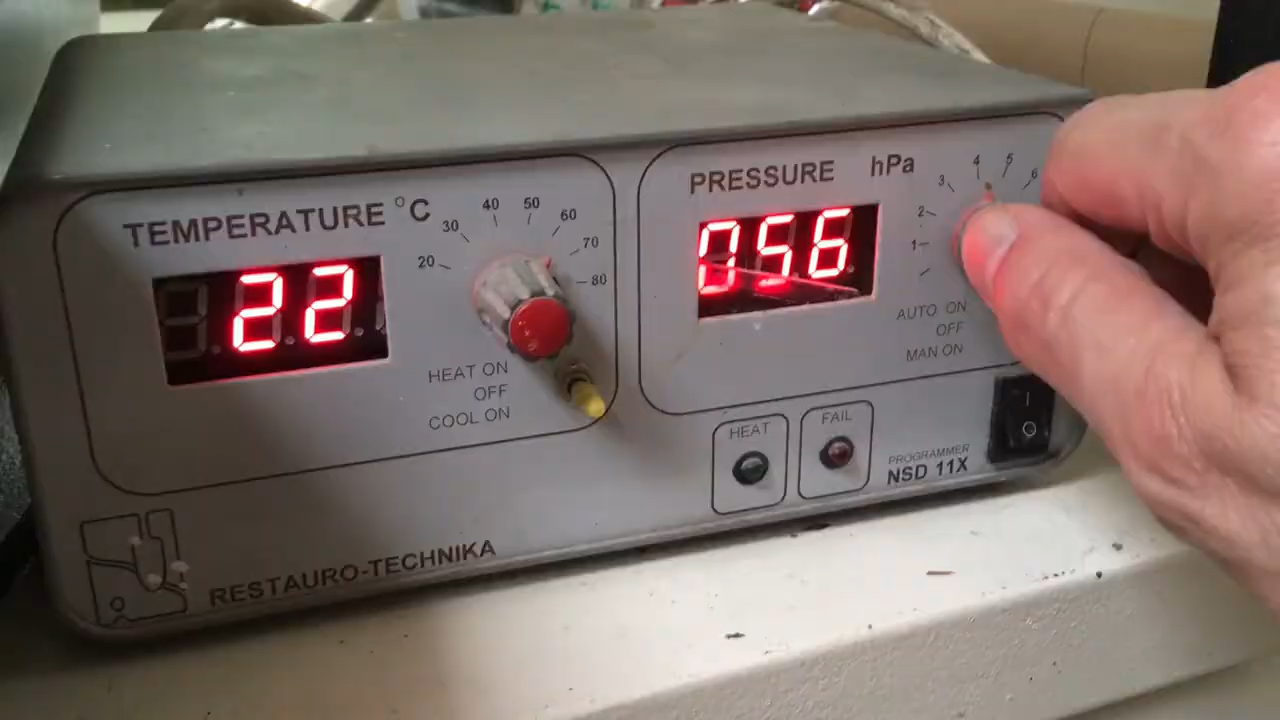 TEMPERATURE °C
22
20 30 40 50 60 70 80
HEAT ON
OFF
COOL ON
PRESSURE hPa
056
1 2 3 4 5 6
AUTO ON
OFF
MAN ON
HEAT
FAIL
PROGRAMMER
NSD 11X
RESTAURO-TECHNIKA